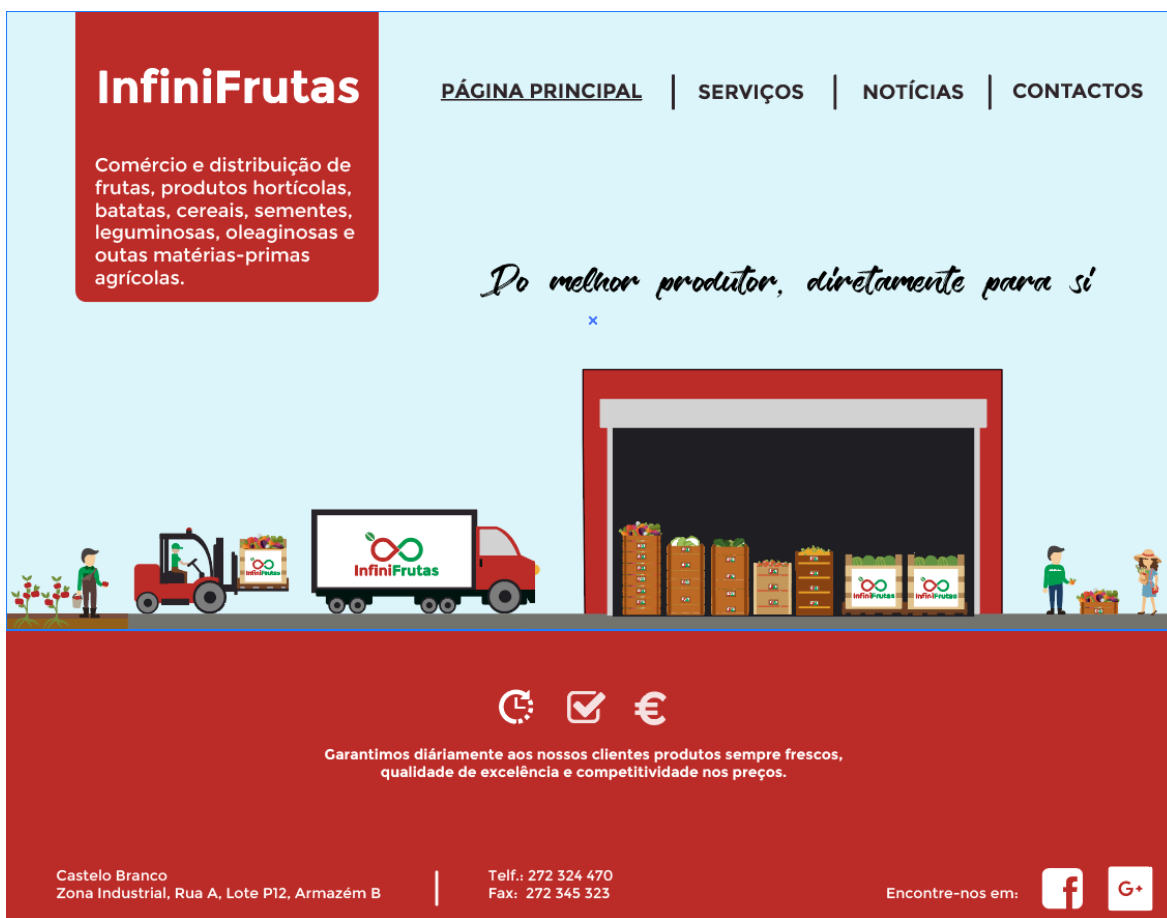 InfiniFrutas
PÁGINA PRINCIPAL
SERVIÇOS
NOTÍCIAS
CONTACTOS
Comércio e distribuição de
frutas, produtos hortícolas,
batatas, cereais, sementes,
leguminosas, oleaginosas e
outas matérias-primas
agrícolas.
Do melhor produtor, diretamente para si
InfiniFrutas
InfiniFrutas
InfiniFrutas
InfiniFrutas
Garantimos diáriamente aos nossos clientes produtos sempre frescos,
qualidade de excelência e competitividade nos preços.
Castelo Branco
Zona Industrial, Rua A, Lote P12, Armazém B
Telf.: 272 324 470
Fax: 272 345 323
Encontre-nos em:
f
G+